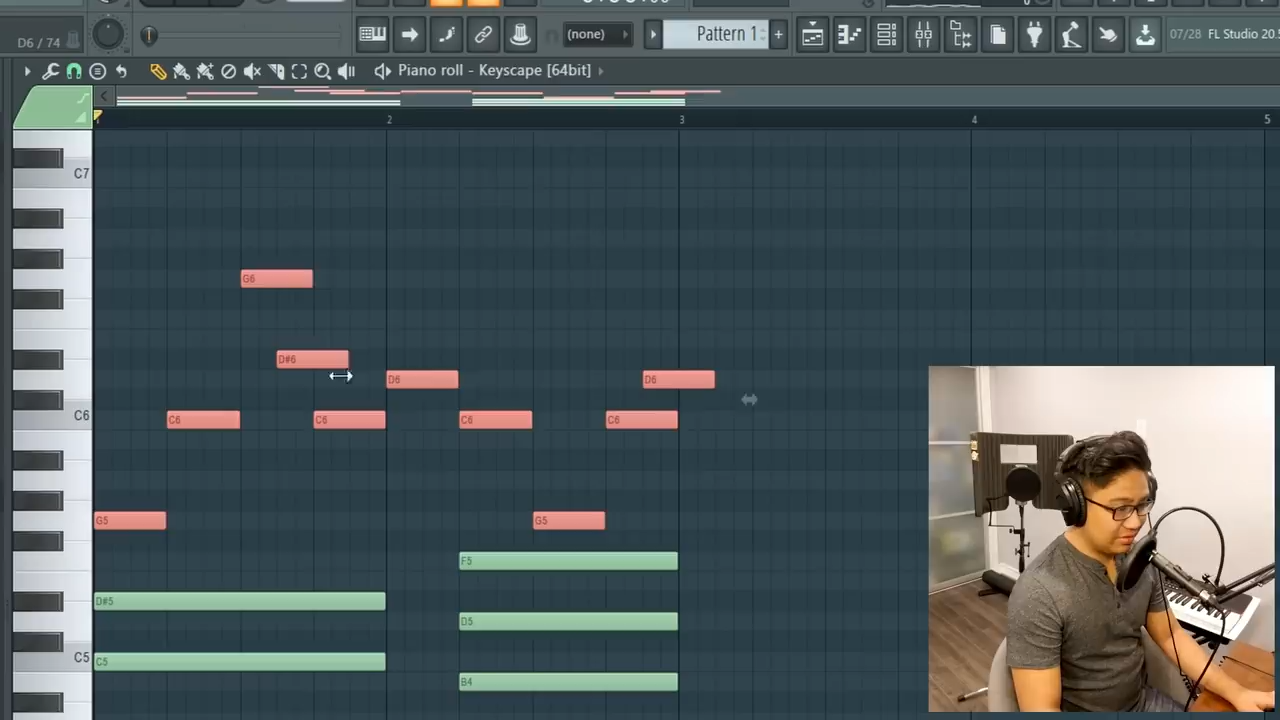 D6 / 74
(none)
Pattern 1
+
07/28 FL Studio 20.
Piano roll - Keyscape [64bit]
2
3
4
5
C7
G6
D#6
D6
D6
C6
C6
C6
C6
C6
G5
G5
F5
D#5
D5
C5
C5
B4